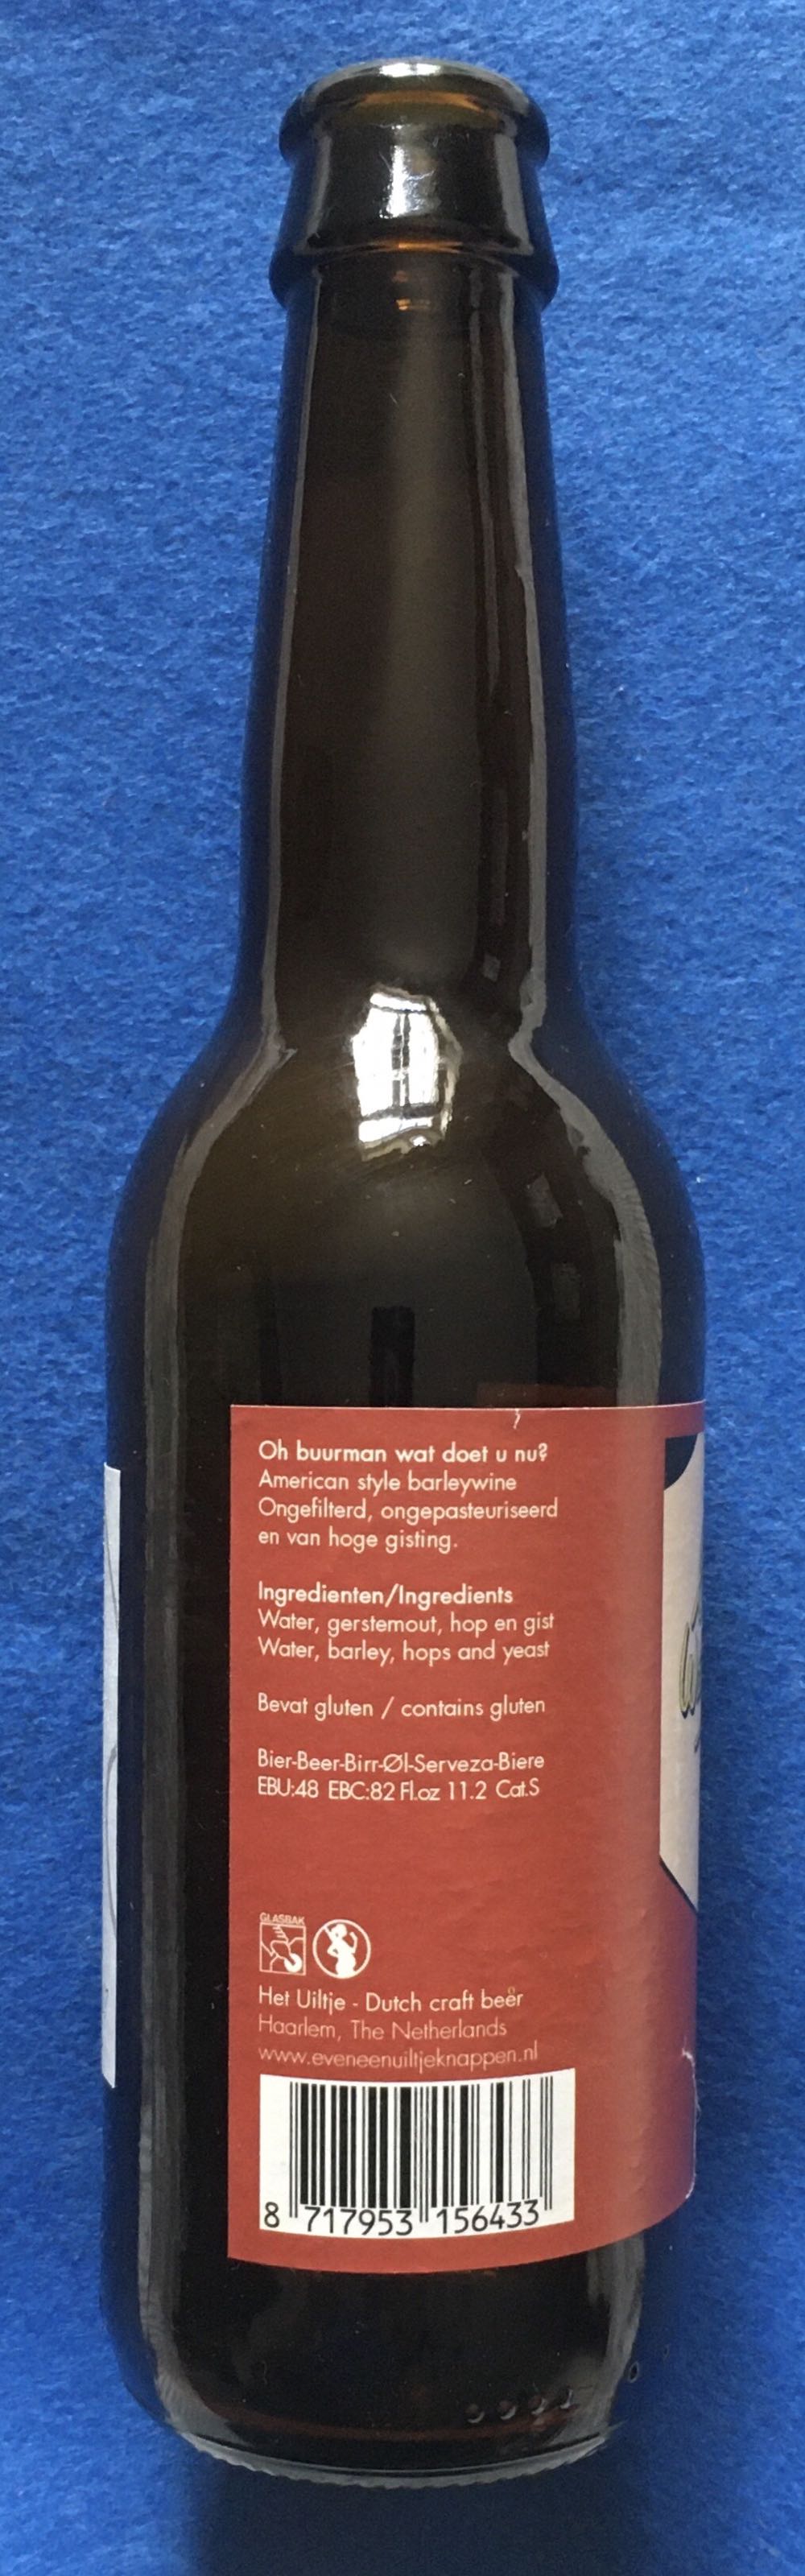 Oh buurman wat doet u nu?
American style barleywine
Ongefilterd, ongepasteuriseerd
en van hoge gisting.
Ingredienten/Ingredients
Water, gerstemout, hop en gist
Water, barley, hops and yeast
Bevat gluten / contains gluten
Bier-Beer-Birr-Øl-Serveza-Biere
EBU:48 EBC:82 Fl.oz 11.2 Cat.S
GLASBAK
Het Uiltje - Dutch craft beër
Haarlem, The Netherlands
www.eveneenuiltjeknappen.nl
8 717953 156433